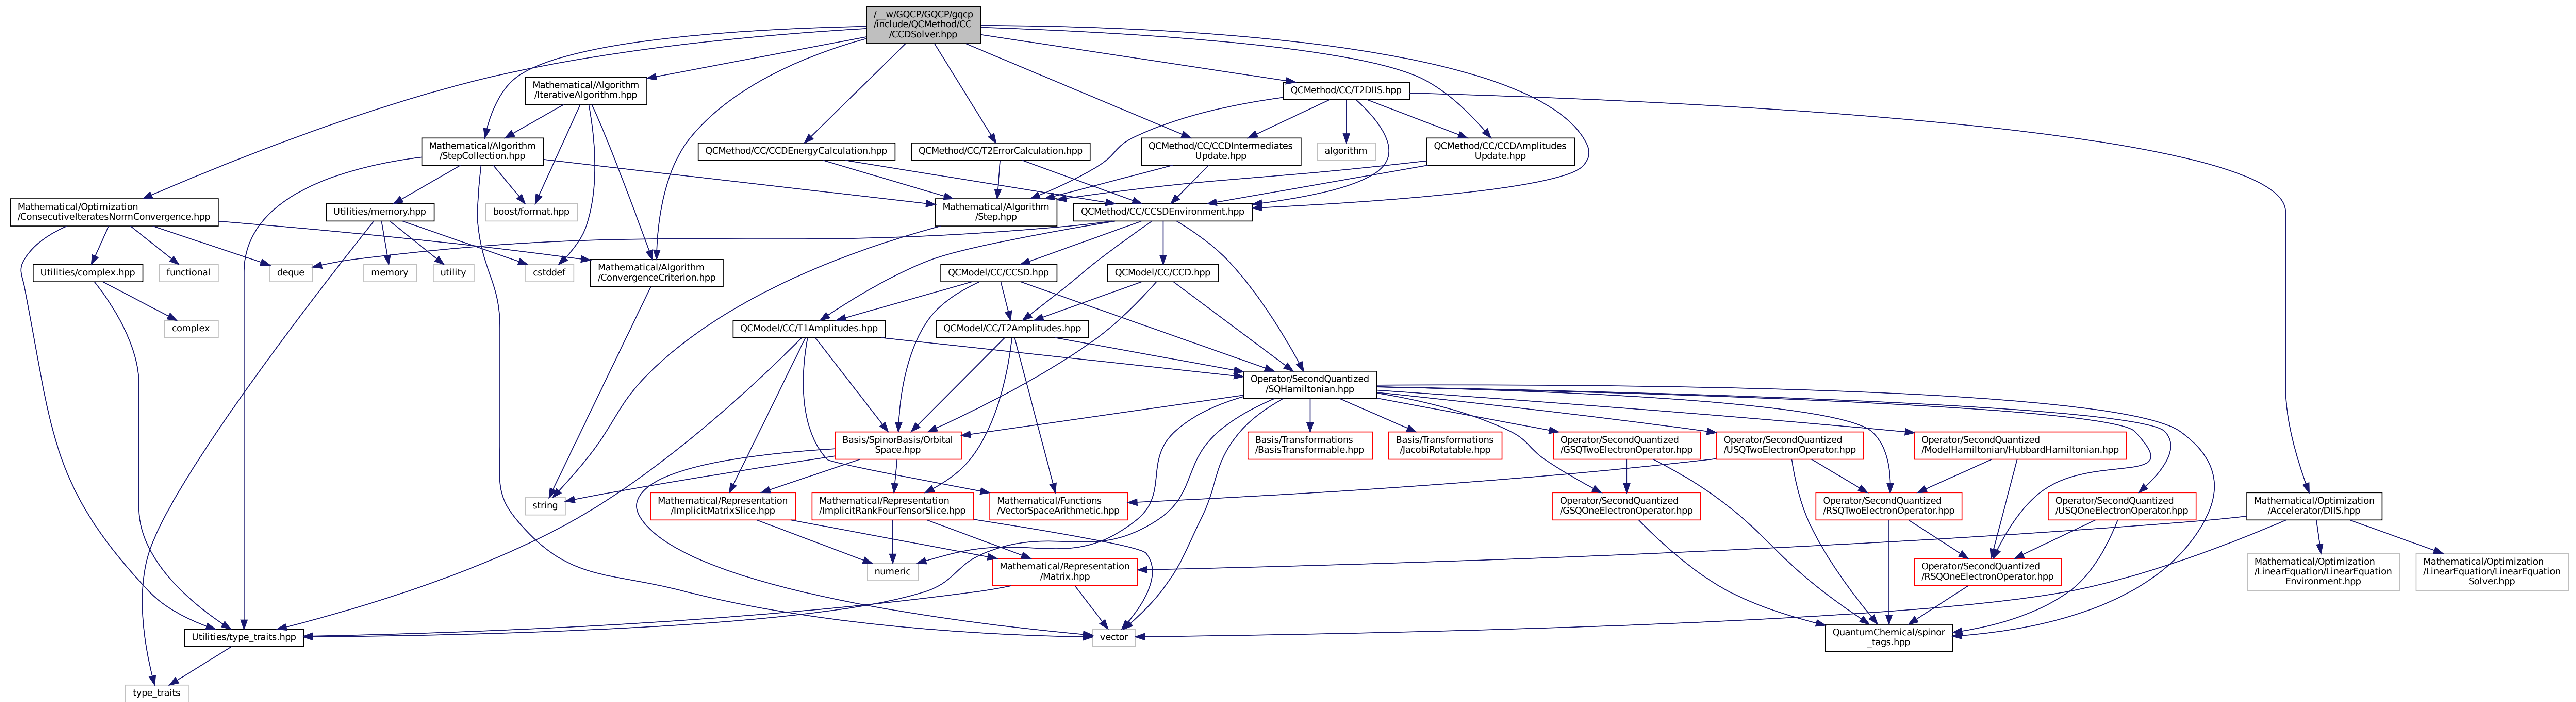 /__w/GQCP/GQCP/gqcp
/include/QCMethod/CC
/CCDSolver.hpp
Mathematical/Algorithm
/IterativeAlgorithm.hpp
QCMethod/CC/T2DIIS.hpp
Mathematical/Algorithm
/StepCollection.hpp
QCMethod/CC/CCDEnergyCalculation.hpp
QCMethod/CC/T2ErrorCalculation.hpp
QCMethod/CC/CCDIntermediates
Update.hpp
algorithm
QCMethod/CC/CCDAmplitudes
Update.hpp
Mathematical/Optimization
/ConsecutiveIteratesNormConvergence.hpp
Utilities/memory.hpp
boost/format.hpp
Mathematical/Algorithm
/Step.hpp
QCMethod/CC/CCSDEnvironment.hpp
Utilities/complex.hpp
functional
deque
memory
utility
cstddef
Mathematical/Algorithm
/ConvergenceCriterion.hpp
QCModel/CC/CCSD.hpp
QCModel/CC/CCD.hpp
complex
QCModel/CC/T1Amplitudes.hpp
QCModel/CC/T2Amplitudes.hpp
Operator/SecondQuantized
/SQHamiltonian.hpp
Basis/SpinorBasis/Orbital
Space.hpp
Basis/Transformations
/BasisTransformable.hpp
Basis/Transformations
/JacobiRotatable.hpp
Operator/SecondQuantized
/GSQTwoElectronOperator.hpp
Operator/SecondQuantized
/USQTwoElectronOperator.hpp
Operator/SecondQuantized
/ModelHamiltonian/HubbardHamiltonian.hpp
string
Mathematical/Representation
/ImplicitMatrixSlice.hpp
Mathematical/Representation
/ImplicitRankFourTensorSlice.hpp
Mathematical/Functions
/VectorSpaceArithmetic.hpp
Operator/SecondQuantized
/GSQOneElectronOperator.hpp
Operator/SecondQuantized
/RSQTwoElectronOperator.hpp
Operator/SecondQuantized
/USQOneElectronOperator.hpp
Mathematical/Optimization
/Accelerator/DIIS.hpp
numeric
Mathematical/Representation
/Matrix.hpp
Operator/SecondQuantized
/RSQOneElectronOperator.hpp
Mathematical/Optimization
/LinearEquation/LinearEquation
Environment.hpp
Mathematical/Optimization
/LinearEquation/LinearEquation
Solver.hpp
Utilities/type_traits.hpp
vector
QuantumChemical/spinor
_tags.hpp
type_traits